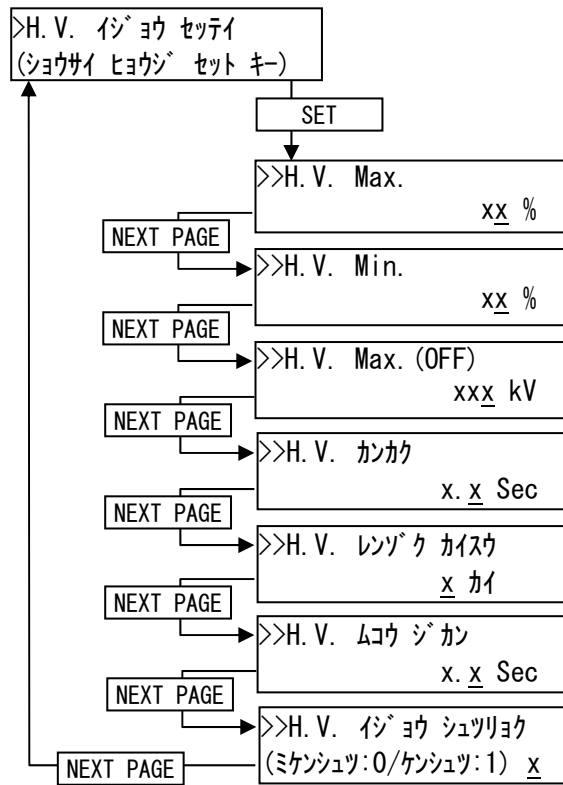 >H.V. イジョウ セッテイ
(ショウサイ ヒョウジ セット キー)
SET
>>H.V. Max.
xx %
NEXT PAGE
>>H.V. Min.
xx %
NEXT PAGE
>>H.V. Max.(OFF)
xxx kV
NEXT PAGE
>>H.V. カンカク
x.x Sec
NEXT PAGE
>>H.V. レンゾク カイスウ
x カイ
NEXT PAGE
>>H.V. ムコウ ジカン
x.x Sec
NEXT PAGE
>>H.V. イジョウ シュツリョク
(ミケンシュツ:0/ケンシュツ:1) x
NEXT PAGE